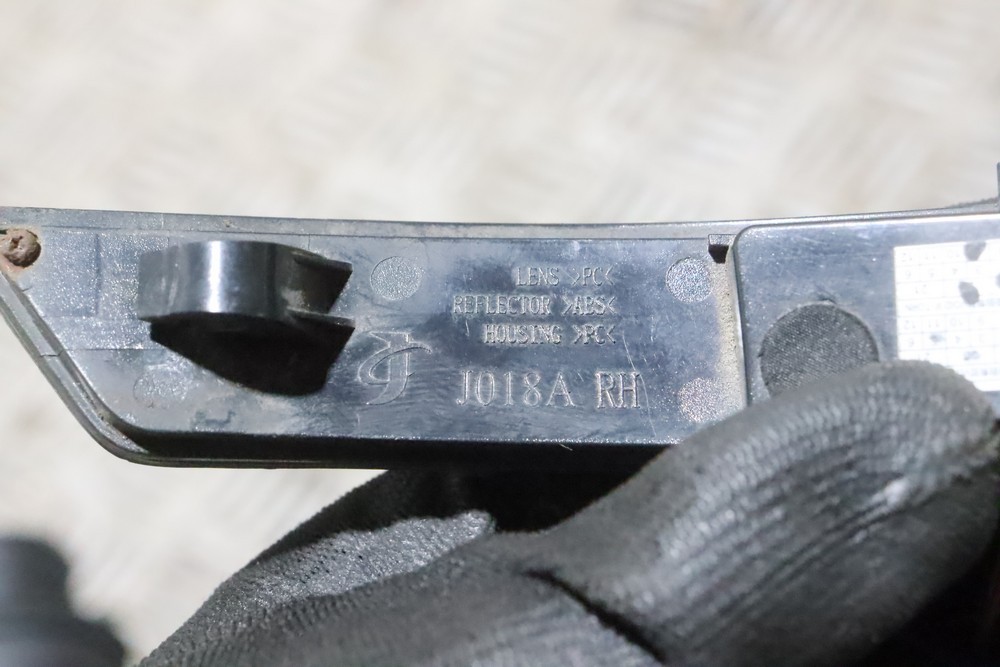 LENS >PC<
REFLECTOR >ABS<
HOUSING >PC<
J018A RH